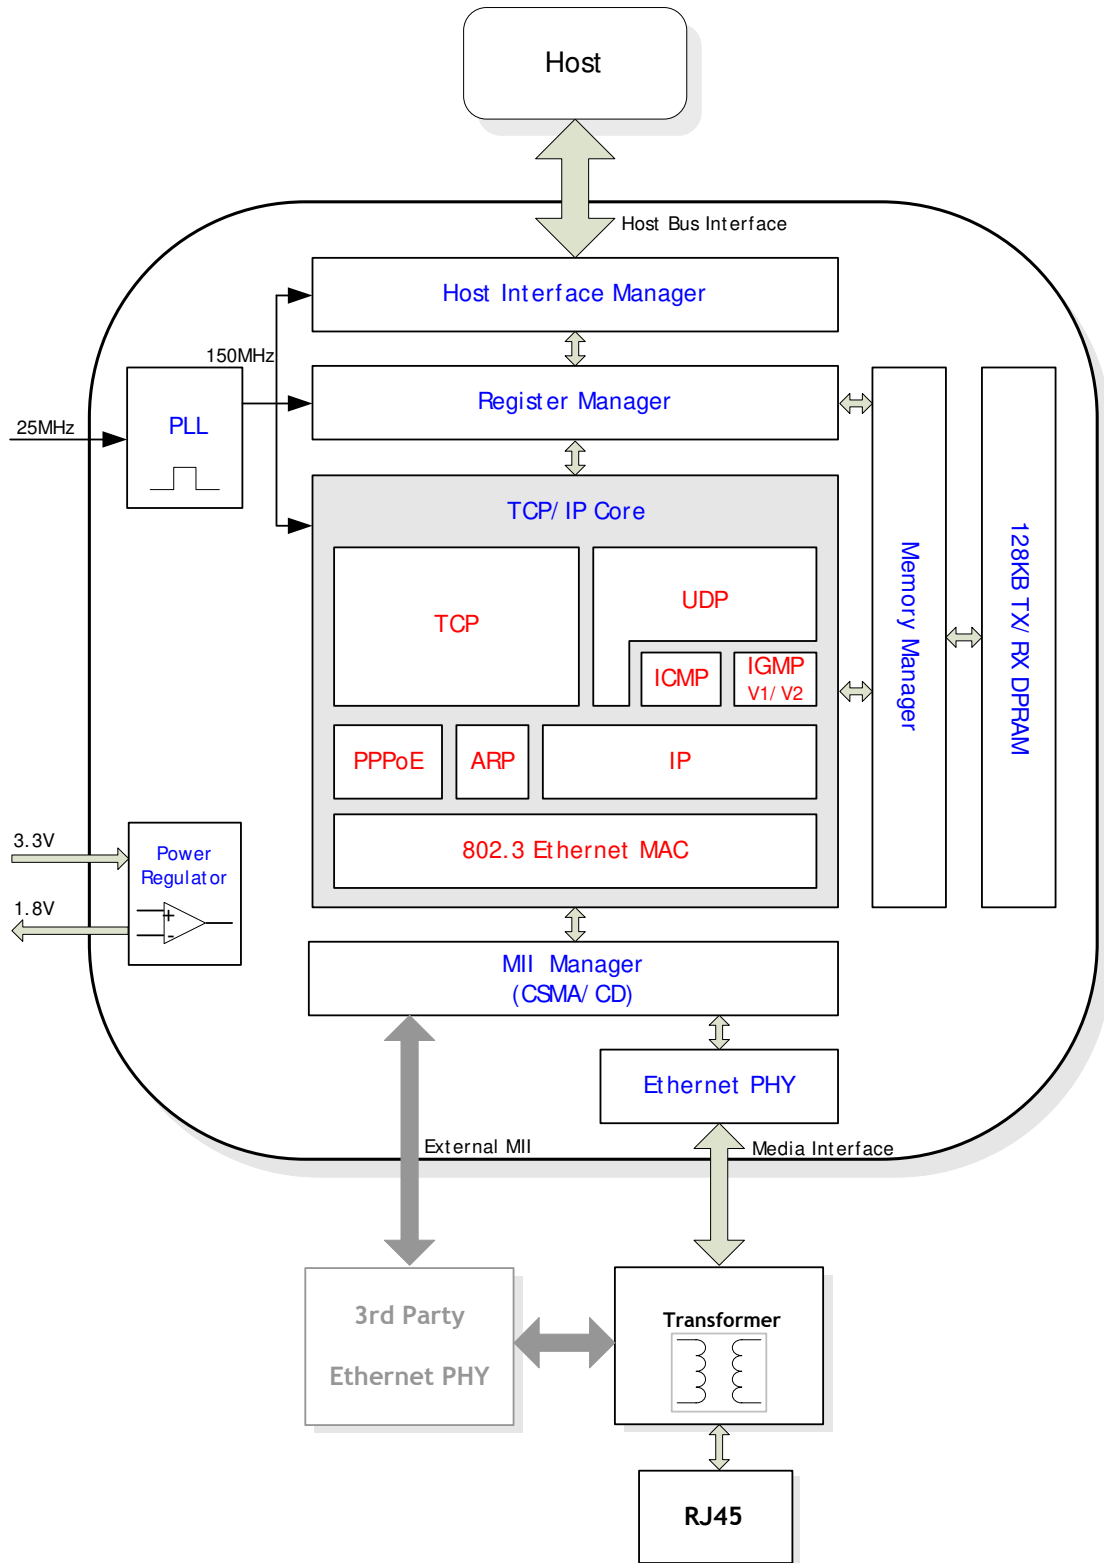 Host
Host Bus Interface
Host Interface Manager
150MHz
Register Manager
25MHz
PLL
TCP/IP Core
TCP
UDP
ICMP
IGMP
V1/V2
PPPoE
ARP
IP
802.3 Ethernet MAC
Memory Manager
128KB TX/RX DPRAM
3.3V
1.8V
Power
Regulator
+
-
MII Manager
(CSMA/CD)
Ethernet PHY
External MII
Media Interface
3rd Party
Ethernet PHY
Transformer
RJ45